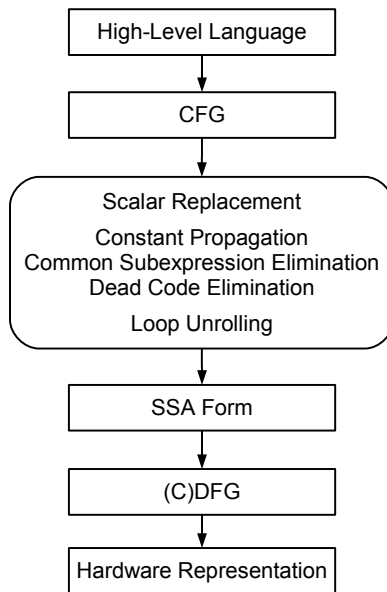 High-Level Language
CFG
Scalar Replacement
Constant Propagation
Common Subexpression Elimination
Dead Code Elimination
Loop Unrolling
SSA Form
(C)DFG
Hardware Representation